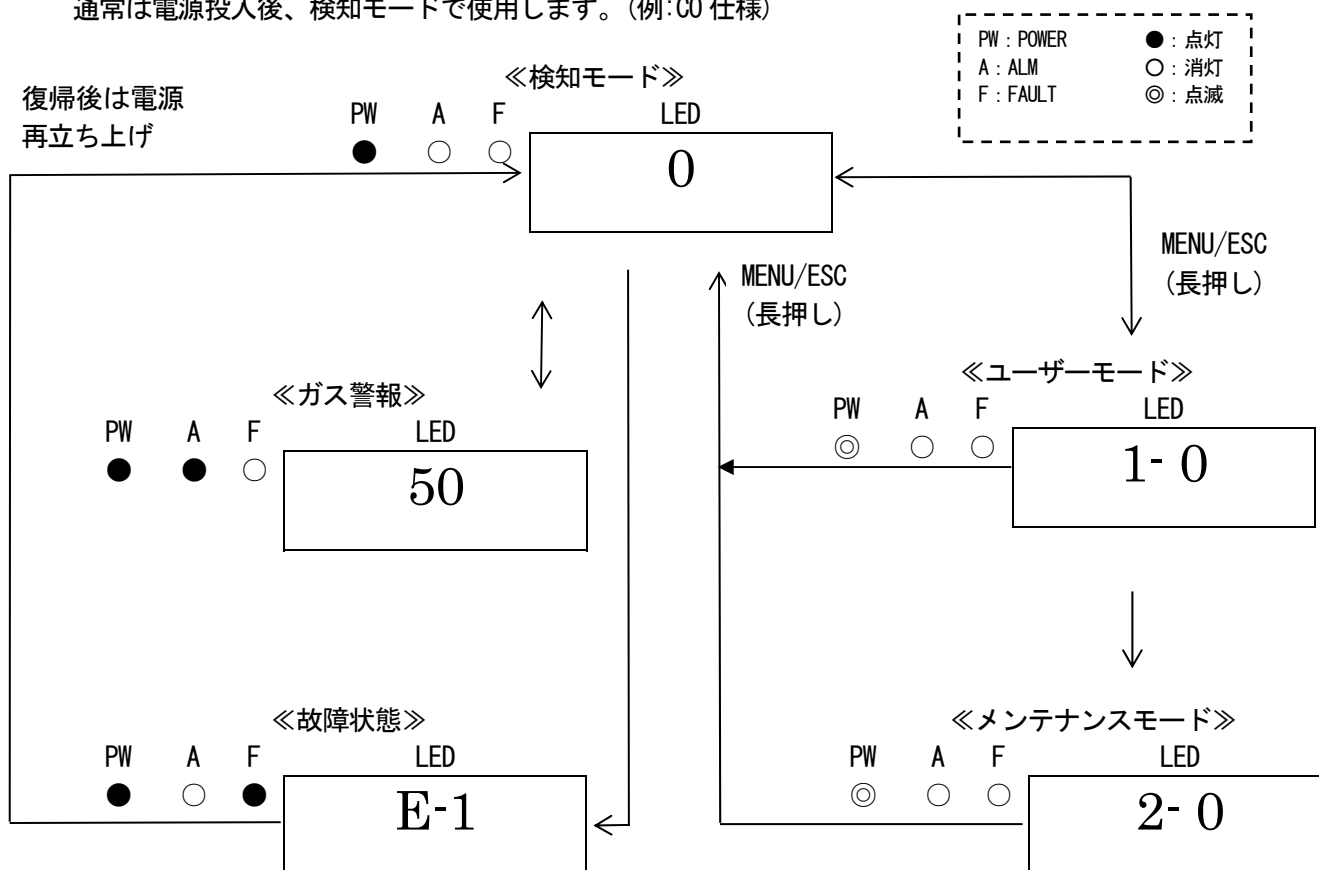 通常は電源投入後、検知モードで使用します。(例:CO 仕様)
PW：POWER ●：点灯
A：ALM ○：消灯
F：FAULT ◎：点滅
復帰後は電源
再立ち上げ
≪検知モード≫
PW A F LED
● ○ ○
0
MENU/ESC
(長押し)
MENU/ESC
(長押し)
≪ガス警報≫
PW A F LED
● ● ○
50
≪ユーザーモード≫
PW A F LED
◎ ○ ○
1- 0
≪故障状態≫
PW A F LED
● ○ ●
E-1
≪メンテナンスモード≫
PW A F LED
◎ ○ ○
2- 0